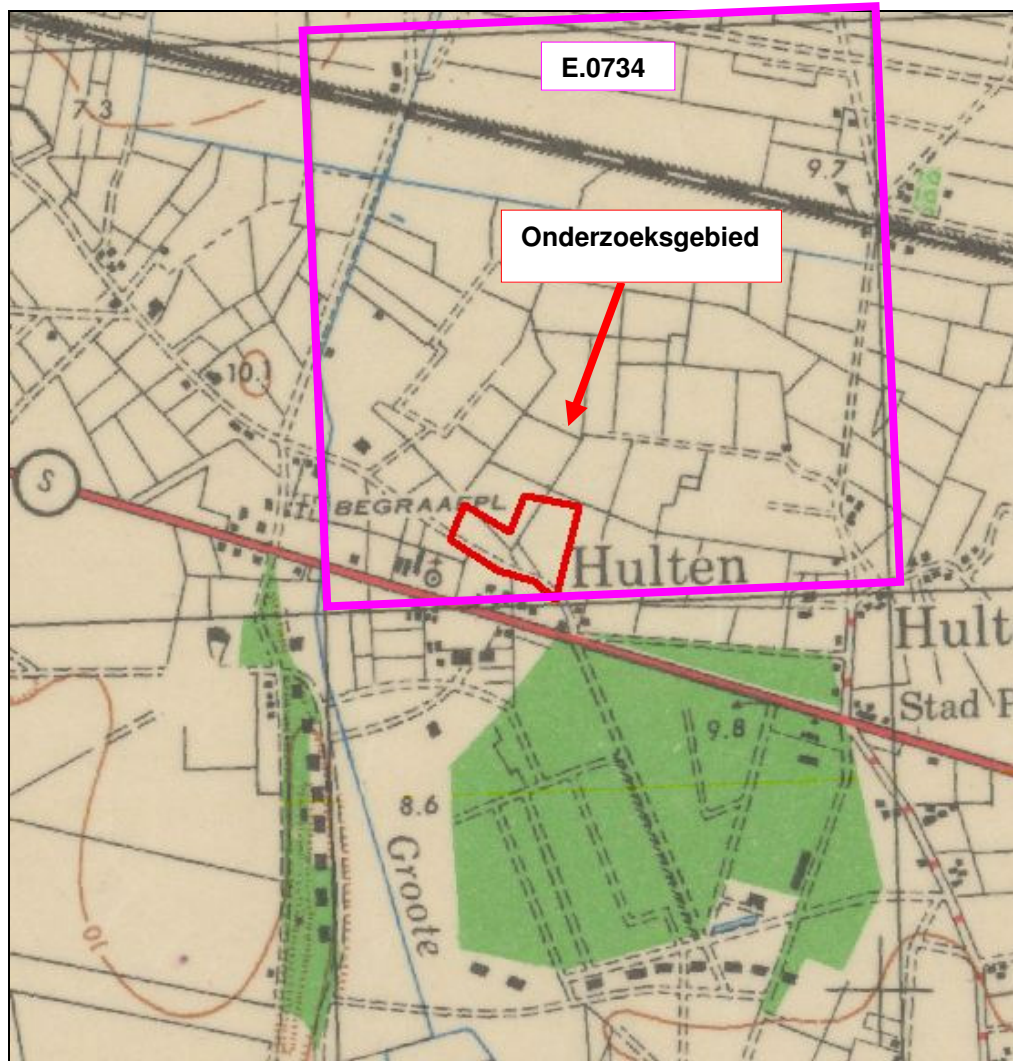 E.0734
7.3
9.7
Onderzoeksgebied
10.1
S
BEGRAAFPL.
Hulten
Hult
Stad
9.8
8.6
Groote
10